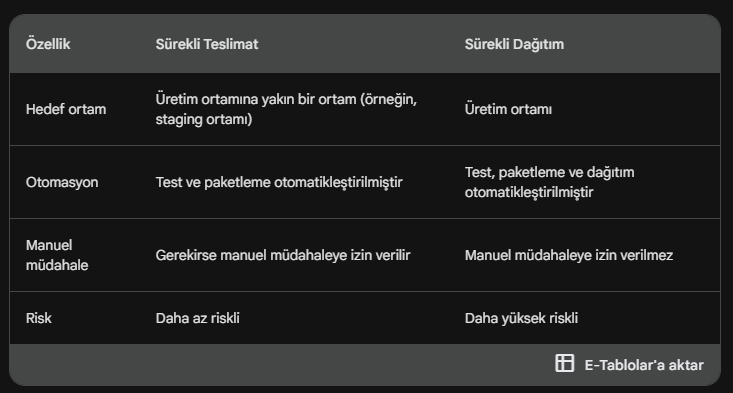 Özellik Sürekli Teslimat Sürekli Dağıtım
Hedef ortam
Üretim ortamına yakın bir ortam (örneğin,
staging ortamı)
Üretim ortamı
Otomasyon
Test ve paketleme otomatikleştirilmiştir
Test, paketleme ve dağıtım
otomatikleştirilmiştir
Manuel
müdahale
Gerekirse manuel müdahaleye izin verilir
Manuel müdahaleye izin verilmez
Risk
Daha az riskli
Daha yüksek riskli
E-Tablolar'a aktar